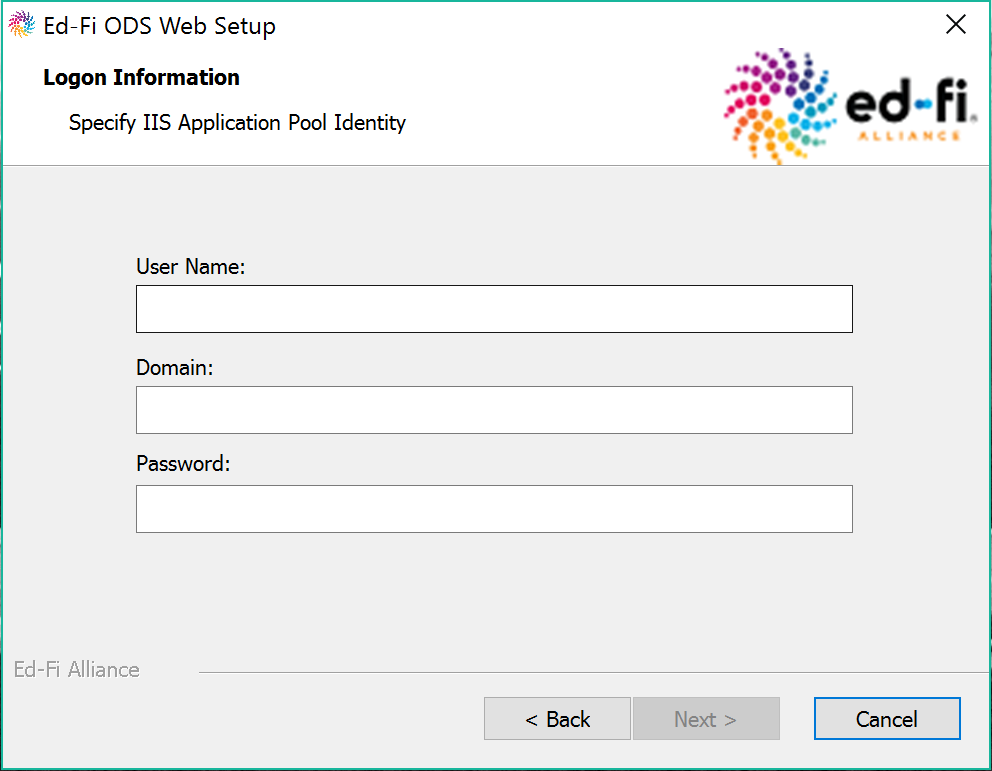 Ed-Fi ODS Web Setup
Logon Information
Specify IIS Application Pool Identity
ed-fi®
ALLIANCE
User Name:
Domain:
Password:
Ed-Fi Alliance
< Back
Next >
Cancel